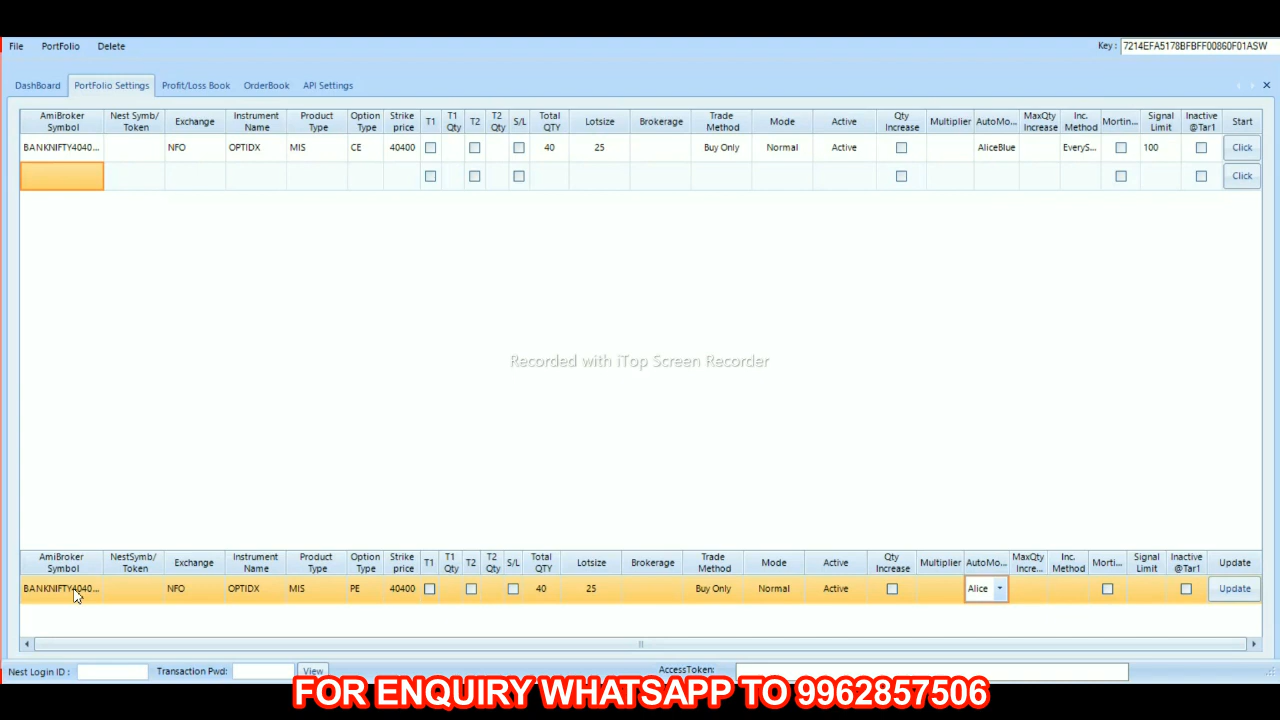 File PortFolio Delete Key : 7214EFA5178BFBFF00860F01ASW
DashBoard PortFolio Settings Profit/Loss Book OrderBook API Settings
AmiBroker Symbol Nest Symb/ Token Exchange Instrument Name Product Type Option Type Strike price T1 T1 Qty T2 T2 Qty S/L Total QTY Lotsize Brokerage Trade Method Mode Active Qty Increase Multiplier AutoMo... MaxQty Increase Inc. Method Mortin... Signal Limit Inactive @Tar1 Start
BANKNIFTY4040... NFO OPTIDX MIS CE 40400 40 25 Buy Only Normal Active AliceBlue EveryS... 100 Click
Click
Recorded with iTop Screen Recorder
AmiBroker Symbol NestSymb/ Token Exchange Instrument Name Product Type Option Type Strike price T1 T1 Qty T2 T2 Qty S/L Total QTY Lotsize Brokerage Trade Method Mode Active Qty Increase Multiplier AutoMo... MaxQty Incre... Inc. Method Morti... Signal Limit Inactive @Tar1 Update
BANKNIFTY4040... NFO OPTIDX MIS PE 40400 40 25 Buy Only Normal Active Alice Update
Nest Login ID : Transaction Pwd: View AccessToken:
FOR ENQUIRY WHATSAPP TO 9962857506